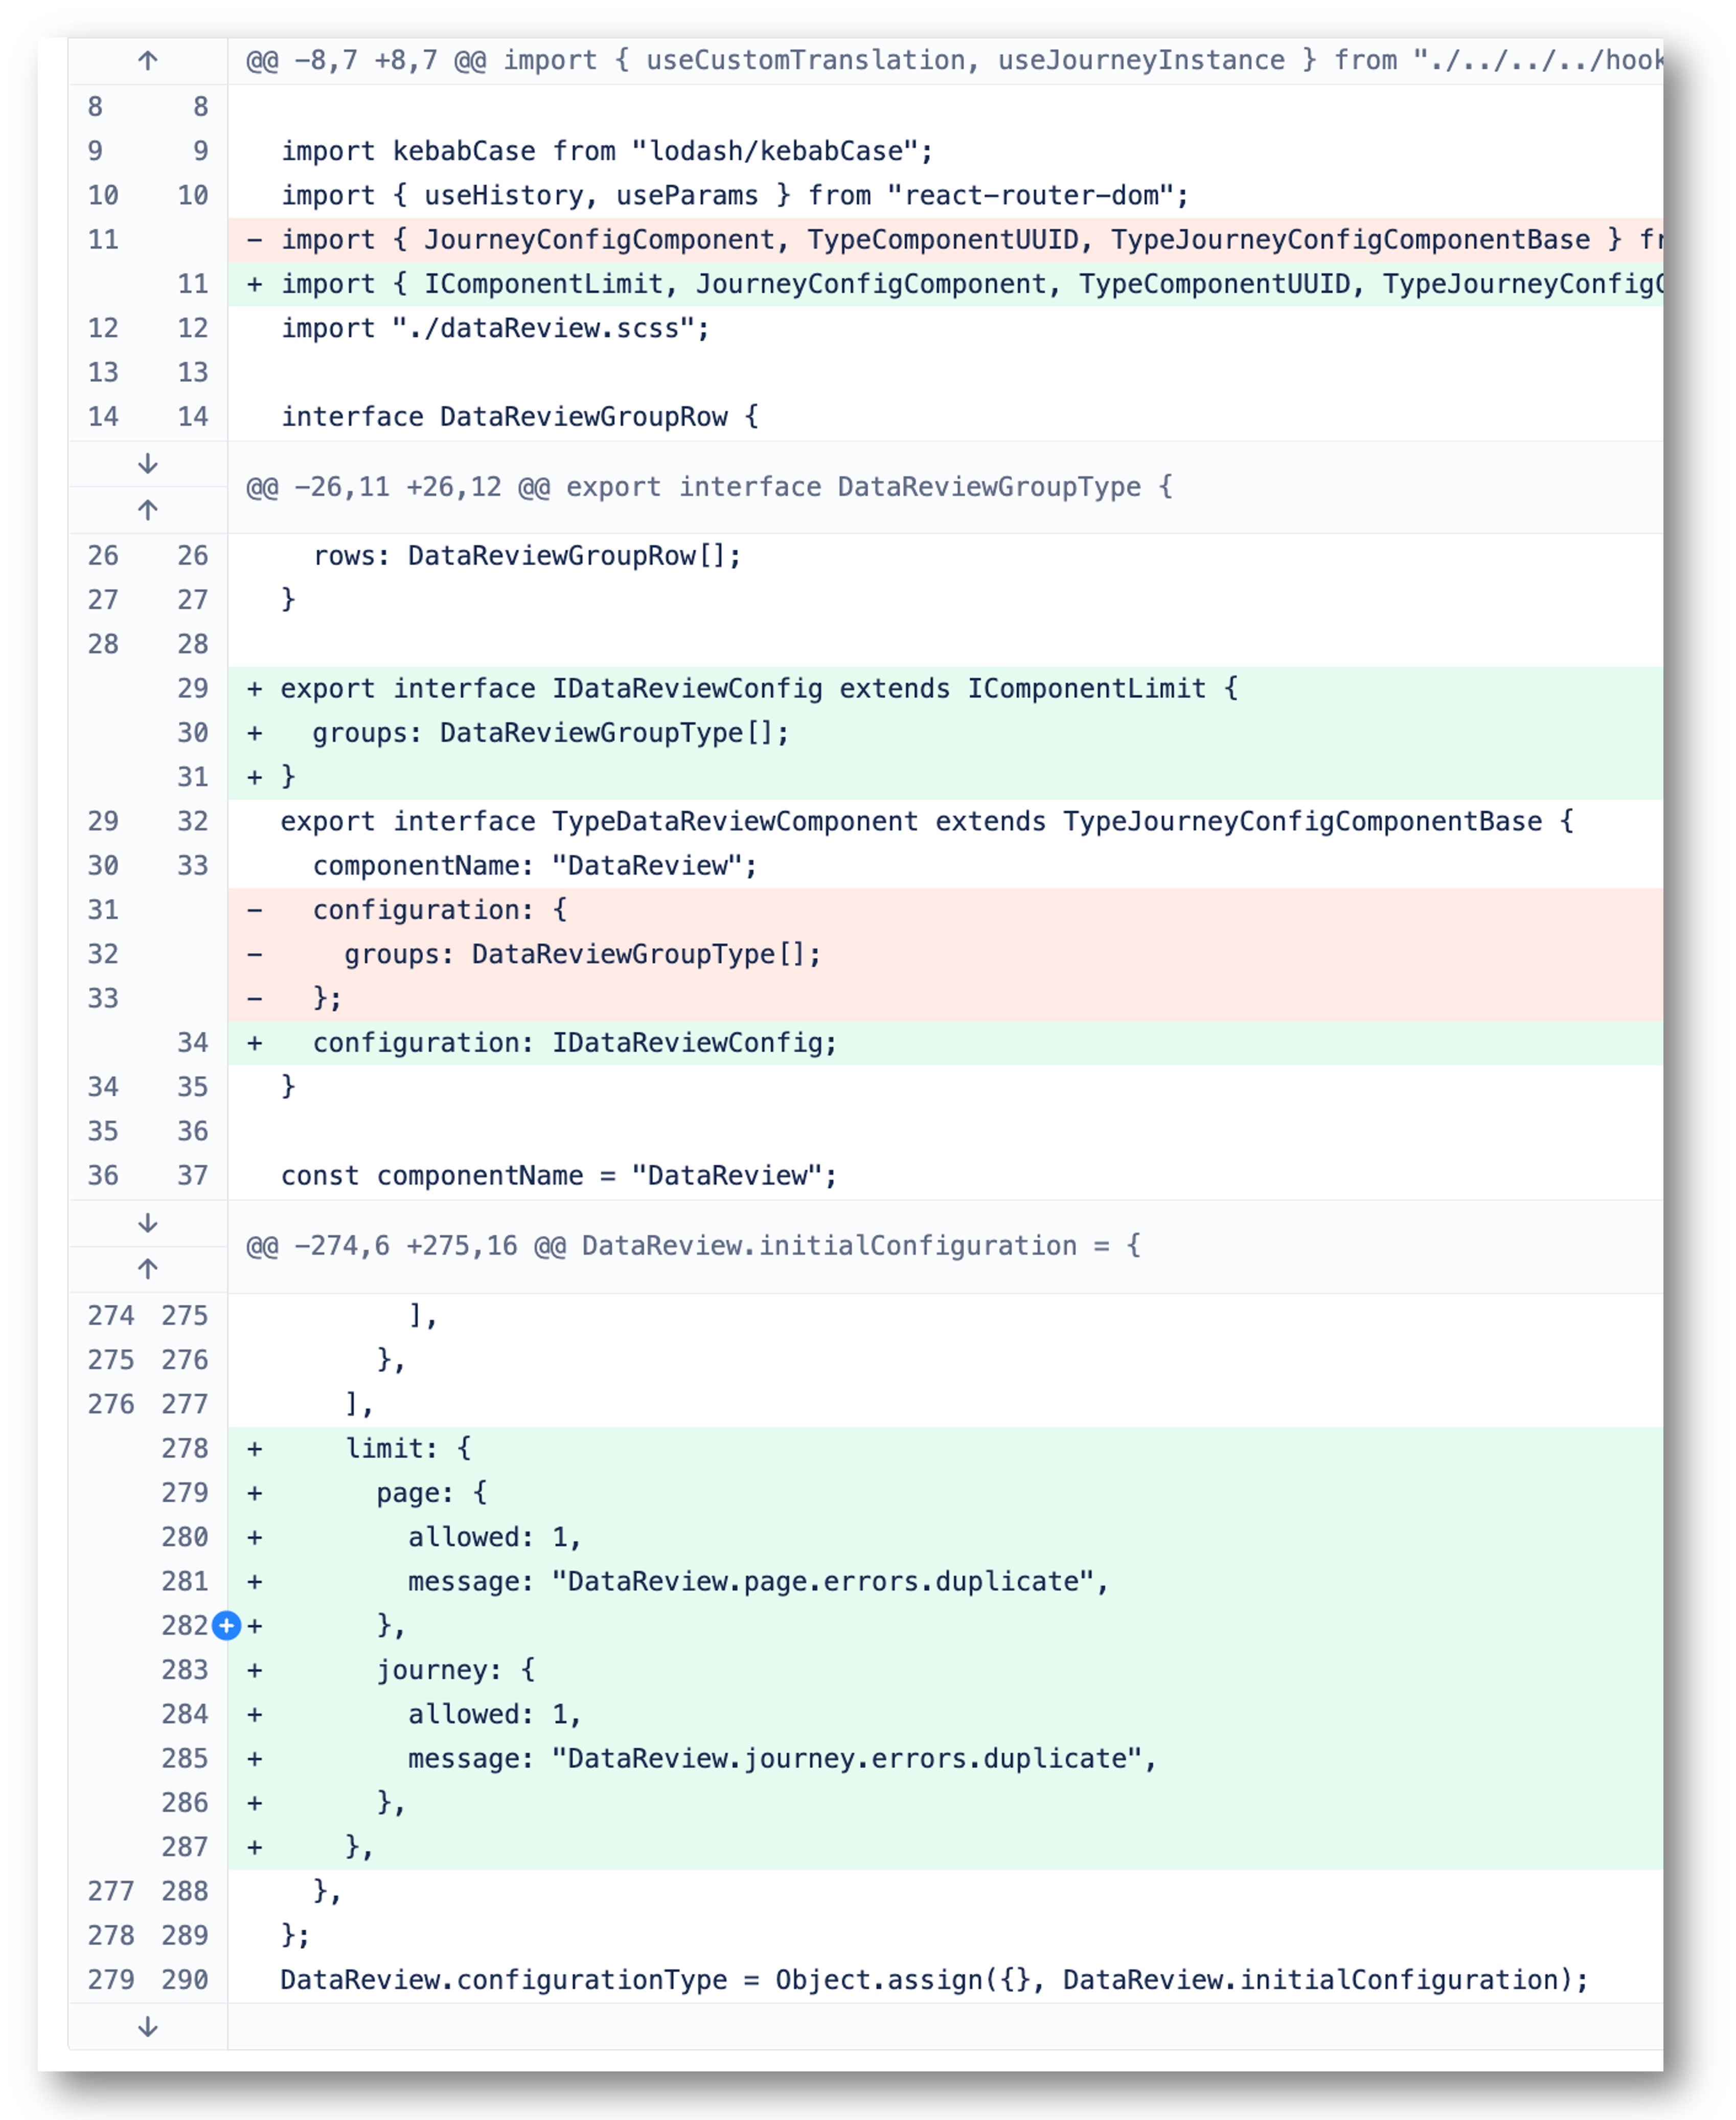 @@ -8,7 +8,7 @@ import { useCustomTranslation, useJourneyInstance } from "./../../../hook
8 8
9 9 import kebabCase from "lodash/kebabCase";
10 10 import { useHistory, useParams } from "react-router-dom";
11 - import { JourneyConfigComponent, TypeComponentUUID, TypeJourneyConfigComponentBase } fr
11 + import { IComponentLimit, JourneyConfigComponent, TypeComponentUUID, TypeJourneyConfigC
12 12 import "./dataReview.scss";
13 13
14 14 interface DataReviewGroupRow {
@@ -26,11 +26,12 @@ export interface DataReviewGroupType {
26 26 rows: DataReviewGroupRow[];
27 27 }
28 28
29 + export interface IDataReviewConfig extends IComponentLimit {
30 + groups: DataReviewGroupType[];
31 + }
29 32 export interface TypeDataReviewComponent extends TypeJourneyConfigComponentBase {
30 33 componentName: "DataReview";
31 - configuration: {
32 - groups: DataReviewGroupType[];
33 - };
34 + configuration: IDataReviewConfig;
34 35 }
35 36
36 37 const componentName = "DataReview";
@@ -274,6 +275,16 @@ DataReview.initialConfiguration = {
274 275 ],
275 276 },
276 277 ],
278 + limit: {
279 + page: {
280 + allowed: 1,
281 + message: "DataReview.page.errors.duplicate",
282 + },
283 + journey: {
284 + allowed: 1,
285 + message: "DataReview.journey.errors.duplicate",
286 + },
287 + },
277 288 },
278 289 };
279 290 DataReview.configurationType = Object.assign({}, DataReview.initialConfiguration);